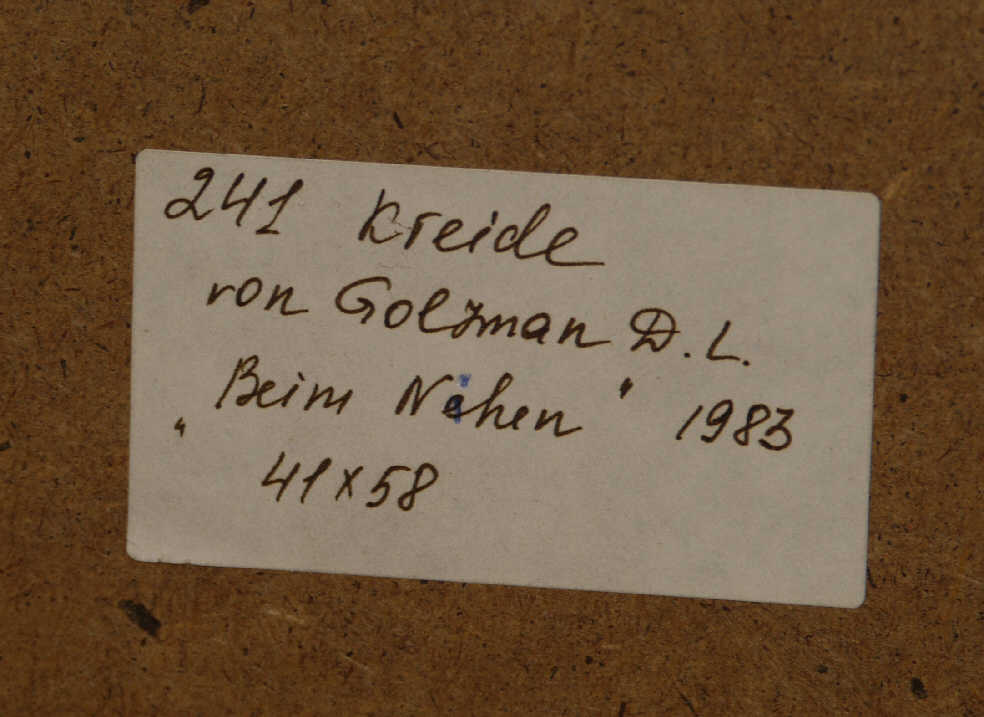 241 Kreide
von Golzman D. L.
„Beim Nähen" 1983
41x58